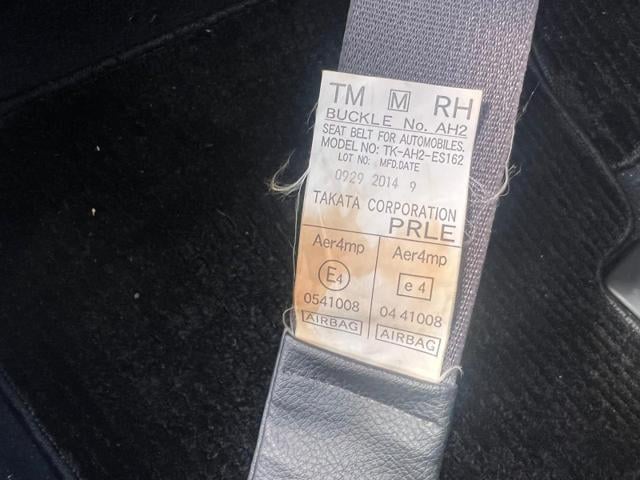 TM M RH
BUCKLE No. AH2
SEAT BELT FOR AUTOMOBILES.
MODEL NO: TK-AH2-ES162
LOT NO: MFD.DATE
0929 2014 9
TAKATA CORPORATION
PRLE
Aer4mp Aer4mp
E4 e 4
0541008 04 41008
AIRBAG AIRBAG